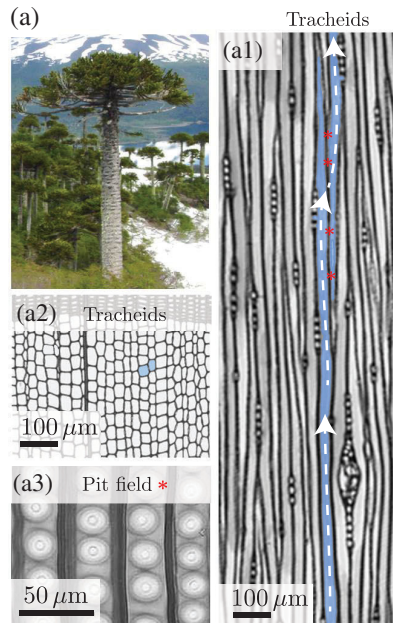 (a)
Tracheids
(a1)
(a2) Tracheids
100 μm
(a3) Pit field *
50 μm
100 μm